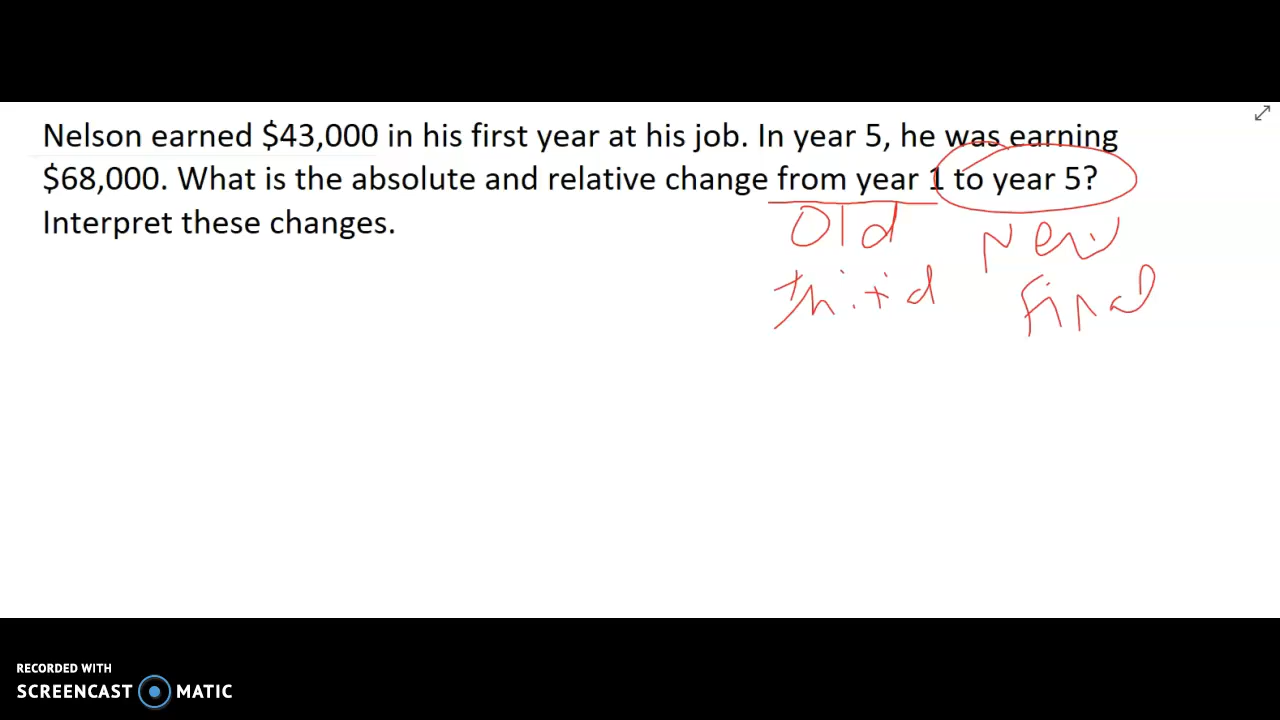 Nelson earned $43,000 in his first year at his job. In year 5, he was earning
$68,000. What is the absolute and relative change from year 1 to year 5?
Interpret these changes.
Old New
Initial Final
RECORDED WITH
SCREENCAST MATIC